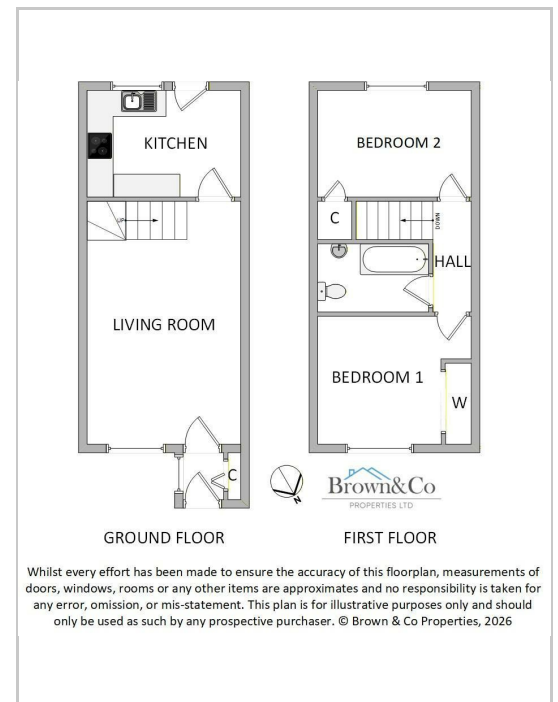 KITCHEN
UP
LIVING ROOM
C
GROUND FLOOR
BEDROOM 2
C
DOWN
HALL
BEDROOM 1
W
FIRST FLOOR
N
Brown&Co
PROPERTIES LTD
Whilst every effort has been made to ensure the accuracy of this floorplan, measurements of
doors, windows, rooms or any other items are approximates and no responsibility is taken for
any error, omission, or mis-statement. This plan is for illustrative purposes only and should
only be used as such by any prospective purchaser. © Brown & Co Properties, 2026